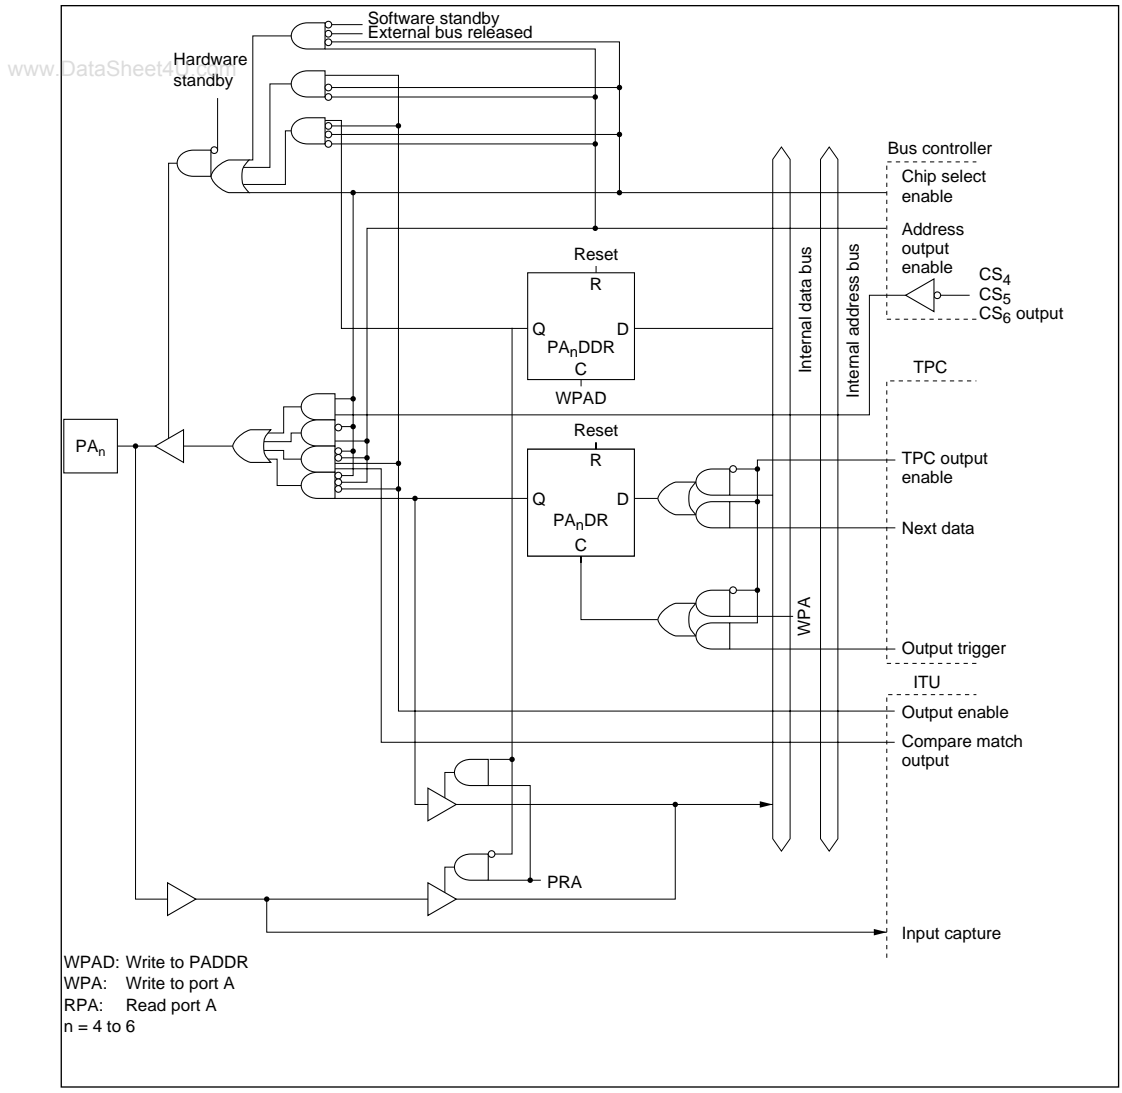 Software standby
External bus released
www.DataSheet4U.com
Hardware
standby
Bus controller
Chip select
enable
Address
output
enable
CS4
CS5
CS6 output
Internal data bus
Internal address bus
Reset
R
Q D
PAnDDR
C
WPAD
TPC
PAn
Reset
R
Q D
PAnDR
C
TPC output
enable
Next data
WPA
Output trigger
ITU
Output enable
Compare match
output
PRA
Input capture
WPAD: Write to PADDR
WPA: Write to port A
RPA: Read port A
n = 4 to 6